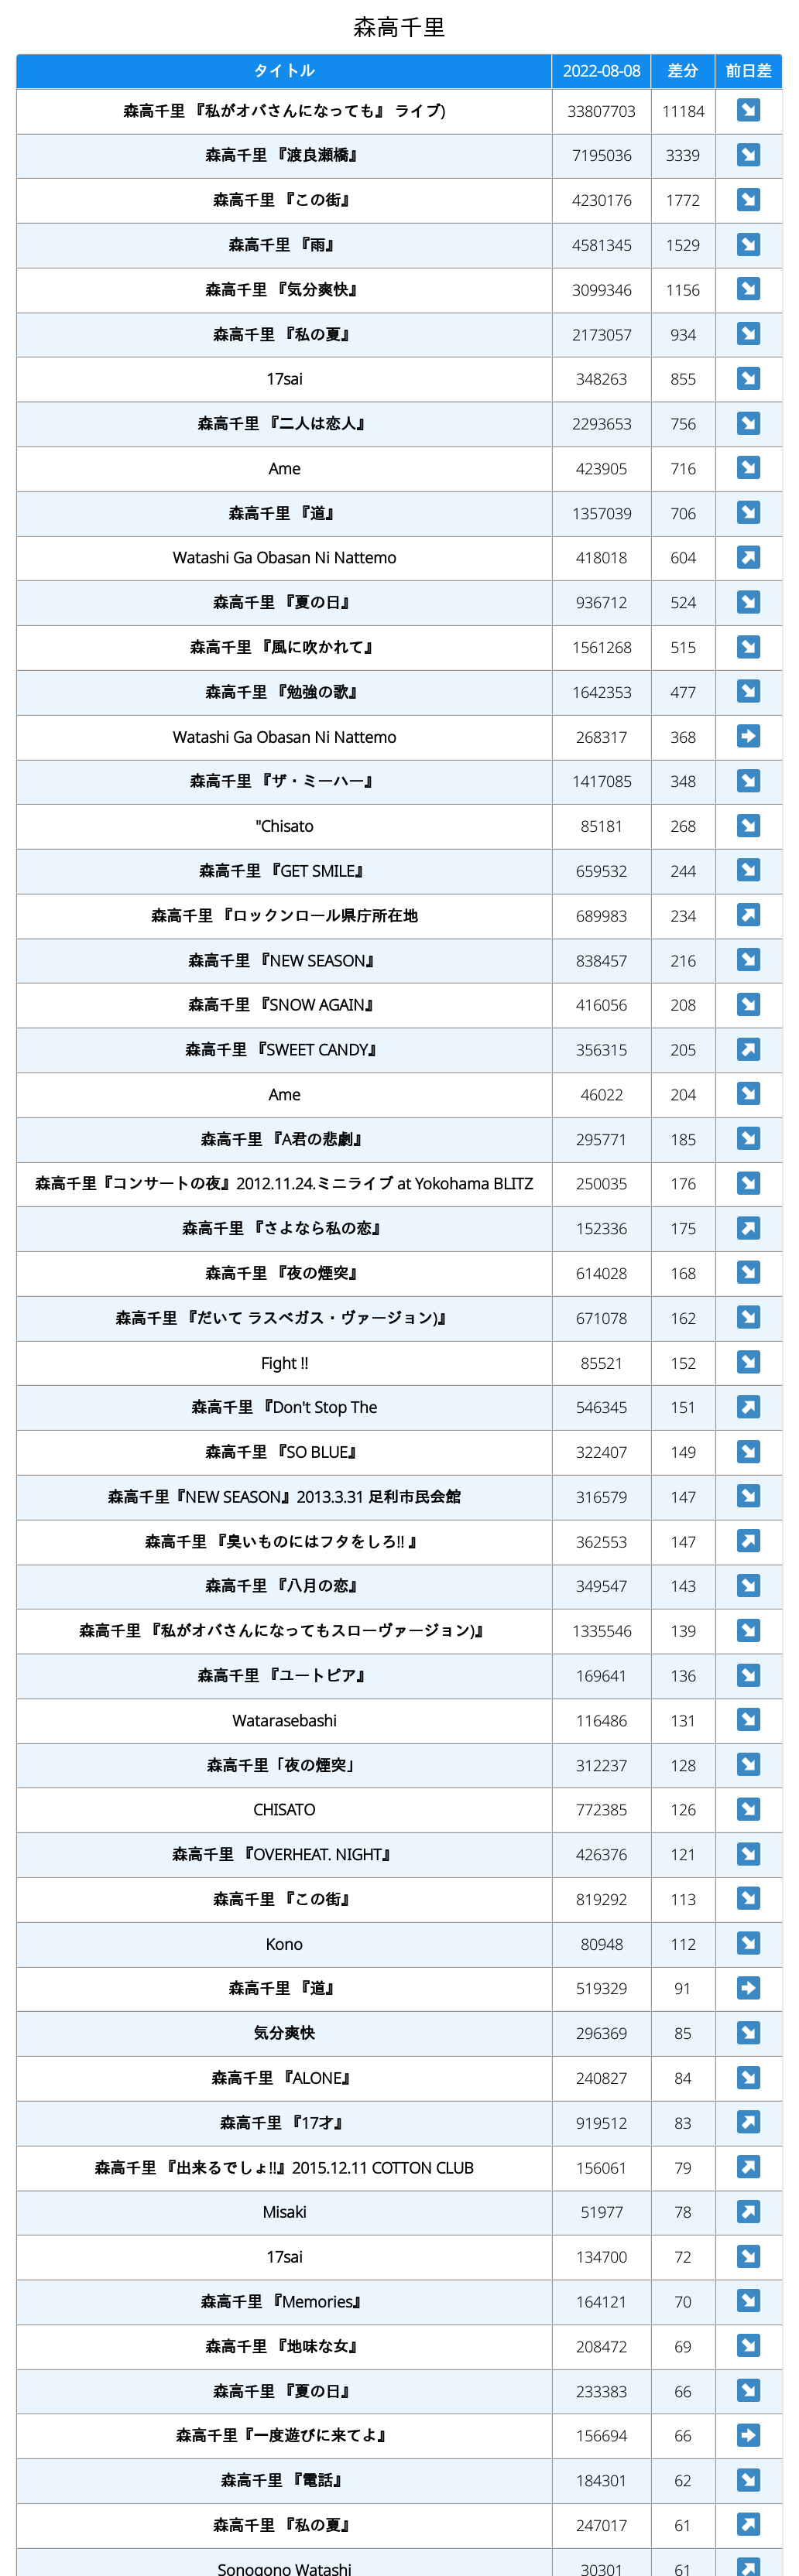 森高千里
タイトル 2022-08-08 差分 前日差
森高千里 『私がオバさんになっても』 ライブ) 33807703 11184
森高千里 『渡良瀬橋』 7195036 3339
森高千里 『この街』 4230176 1772
森高千里 『雨』 4581345 1529
森高千里 『気分爽快』 3099346 1156
森高千里 『私の夏』 2173057 934
17sai 348263 855
森高千里 『二人は恋人』 2293653 756
Ame 423905 716
森高千里 『道』 1357039 706
Watashi Ga Obasan Ni Nattemo 418018 604
森高千里 『夏の日』 936712 524
森高千里 『風に吹かれて』 1561268 515
森高千里 『勉強の歌』 1642353 477
Watashi Ga Obasan Ni Nattemo 268317 368
森高千里 『ザ・ミーハー』 1417085 348
"Chisato 85181 268
森高千里 『GET SMILE』 659532 244
森高千里 『ロックンロール県庁所在地 689983 234
森高千里 『NEW SEASON』 838457 216
森高千里 『SNOW AGAIN』 416056 208
森高千里 『SWEET CANDY』 356315 205
Ame 46022 204
森高千里 『A君の悲劇』 295771 185
森高千里『コンサートの夜』2012.11.24.ミニライブ at Yokohama BLITZ 250035 176
森高千里 『さよなら私の恋』 152336 175
森高千里 『夜の煙突』 614028 168
森高千里 『だいて ラスベガス・ヴァージョン)』 671078 162
Fight !! 85521 152
森高千里 『Don't Stop The 546345 151
森高千里 『SO BLUE』 322407 149
森高千里『NEW SEASON』2013.3.31 足利市民会館 316579 147
森高千里 『臭いものにはフタをしろ!! 』 362553 147
森高千里 『八月の恋』 349547 143
森高千里 『私がオバさんになってもスローヴァージョン)』 1335546 139
森高千里 『ユートピア』 169641 136
Watarasebashi 116486 131
森高千里「夜の煙突」 312237 128
CHISATO 772385 126
森高千里 『OVERHEAT. NIGHT』 426376 121
森高千里 『この街』 819292 113
Kono 80948 112
森高千里 『道』 519329 91
気分爽快 296369 85
森高千里 『ALONE』 240827 84
森高千里 『17才』 919512 83
森高千里 『出来るでしょ!!』2015.12.11 COTTON CLUB 156061 79
Misaki 51977 78
17sai 134700 72
森高千里 『Memories』 164121 70
森高千里 『地味な女』 208472 69
森高千里 『夏の日』 233383 66
森高千里『一度遊びに来てよ』 156694 66
森高千里 『電話』 184301 62
森高千里 『私の夏』 247017 61
Sonogono Watashi 30301 61